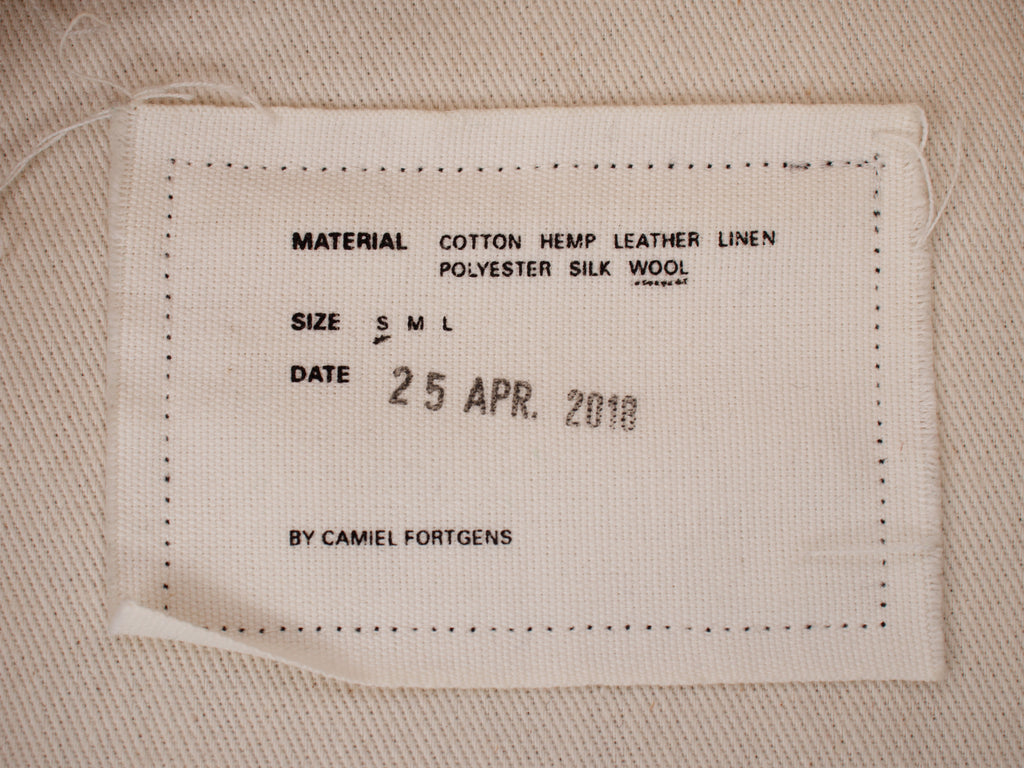 MATERIAL COTTON HEMP LEATHER LINEN
POLYESTER SILK WOOL
SIZE S M L
DATE 25 APR. 2018
BY CAMIEL FORTGENS